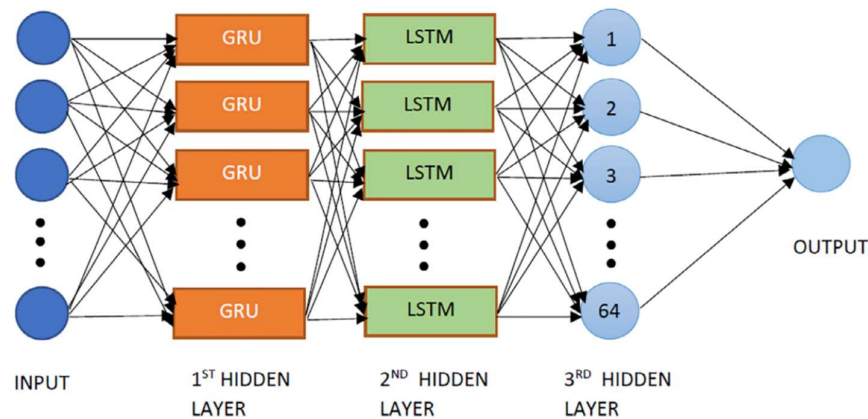 GRU LSTM 1
GRU LSTM 2
GRU LSTM 3
OUTPUT
GRU LSTM 64
INPUT
1ST HIDDEN LAYER
2ND HIDDEN LAYER
3RD HIDDEN LAYER